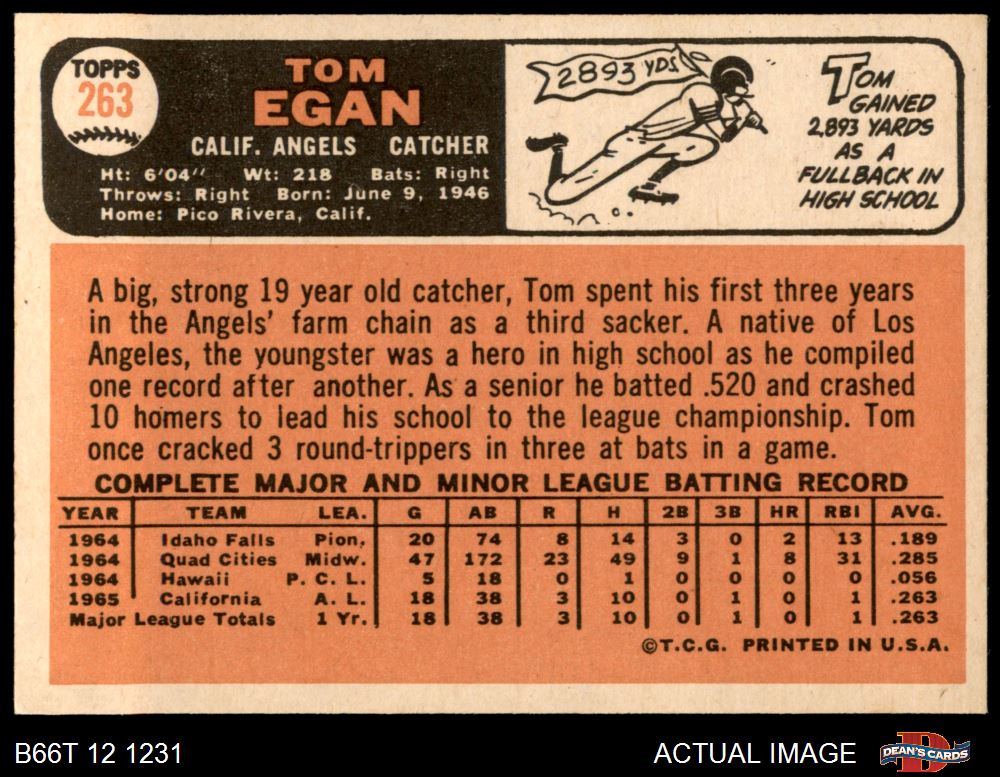 TOPPS
263
TOM
EGAN
CALIF. ANGELS CATCHER
Ht: 6'04" Wt: 218 Bats: Right
Throws: Right Born: June 9, 1946
Home: Pico Rivera, Calif.
2893 YDS
TOM
GAINED
2,893 YARDS
AS A
FULLBACK IN
HIGH SCHOOL
A big, strong 19 year old catcher, Tom spent his first three years
in the Angels' farm chain as a third sacker. A native of Los
Angeles, the youngster was a hero in high school as he compiled
one record after another. As a senior he batted .520 and crashed
10 homers to lead his school to the league championship. Tom
once cracked 3 round-trippers in three at bats in a game.
COMPLETE MAJOR AND MINOR LEAGUE BATTING RECORD
YEAR TEAM LEA. G AB R H 2B 3B HR RBI AVG.
1964 Idaho Falls Pion. 20 74 8 14 3 0 2 13 .189
1964 Quad Cities Midw. 47 172 23 49 9 1 8 31 .285
1964 Hawaii P. C. L. 5 18 0 1 0 0 0 0 .056
1965 California A. L. 18 38 3 10 0 1 0 1 .263
Major League Totals 1 Yr. 18 38 3 10 0 1 0 1 .263
©T.C.G. PRINTED IN U.S.A.
B66T 12 1231
ACTUAL IMAGE
DEAN'S CARDS